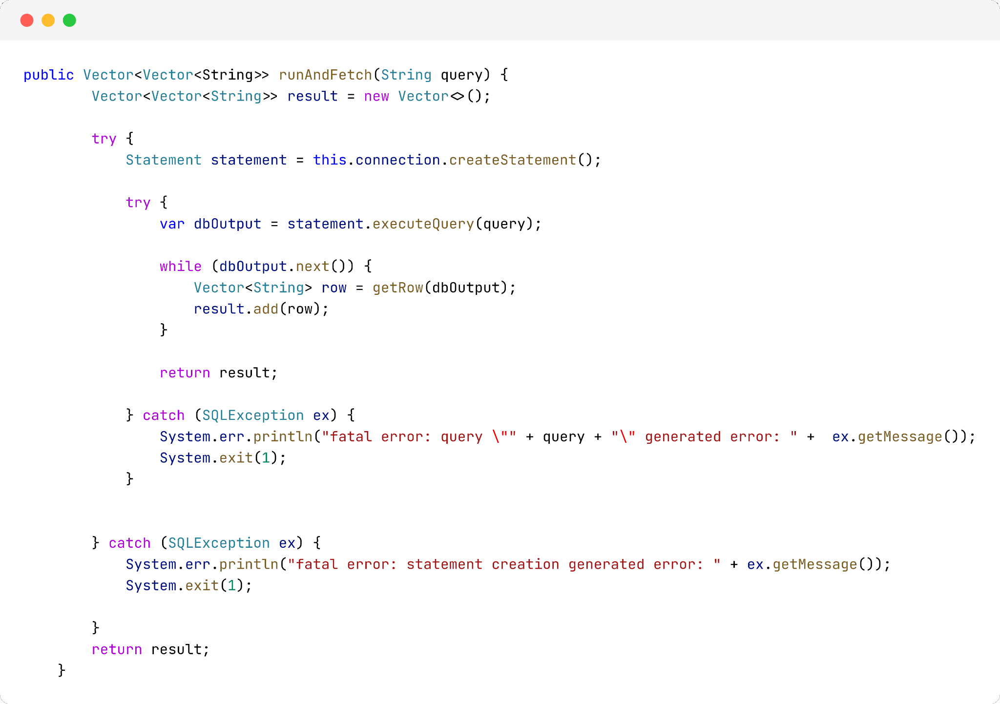 public Vector<Vector<String>> runAndFetch(String query) {
        Vector<Vector<String>> result = new Vector<>();
        try {
            Statement statement = this.connection.createStatement();
            try {
                var dbOutput = statement.executeQuery(query);
                while (dbOutput.next()) {
                    Vector<String> row = getRow(dbOutput);
                    result.add(row);
                }
                return result;
            } catch (SQLException ex) {
                System.err.println("fatal error: query \"" + query + "\" generated error: " +  ex.getMessage());
                System.exit(1);
            }
        } catch (SQLException ex) {
            System.err.println("fatal error: statement creation generated error: " + ex.getMessage());
            System.exit(1);
        }
        return result;
    }